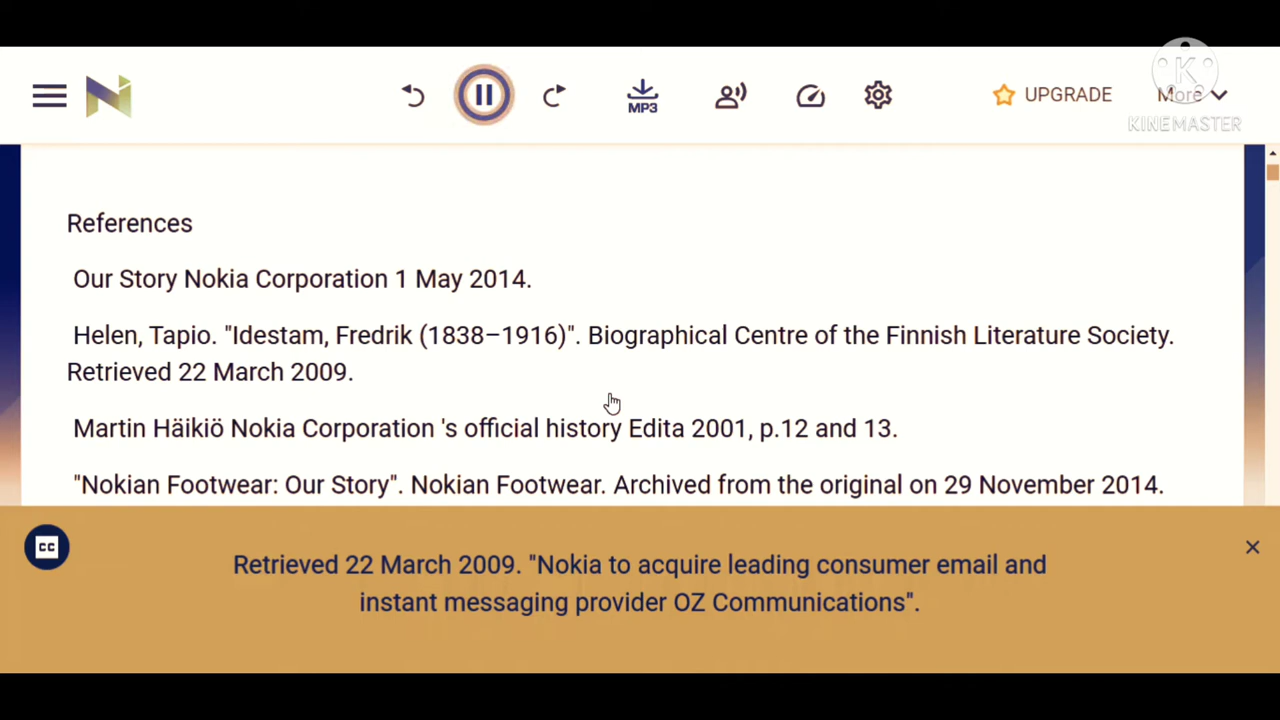 MP3
UPGRADE
More
K
KINEMASTER
References
Our Story Nokia Corporation 1 May 2014.
Helen, Tapio. "Idestam, Fredrik (1838–1916)". Biographical Centre of the Finnish Literature Society.
Retrieved 22 March 2009.
Martin Häikiö Nokia Corporation 's official history Edita 2001, p.12 and 13.
"Nokian Footwear: Our Story". Nokian Footwear. Archived from the original on 29 November 2014.
CC
Retrieved 22 March 2009. "Nokia to acquire leading consumer email and
instant messaging provider OZ Communications".